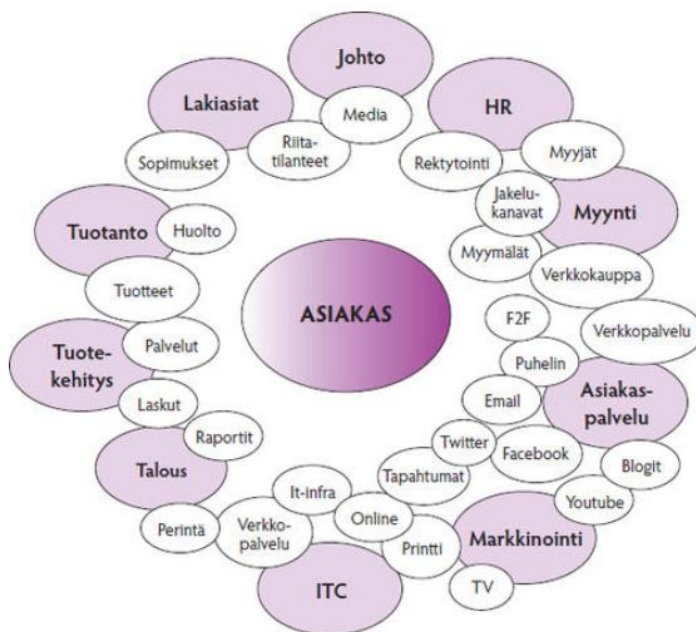 Johto
Lakiasiat
HR
Media
Riita-
tilanteet
Sopimukset
Rektytointi
Myyjät
Jakelu-
kanavat
Myynti
Tuotanto
Huolto
Myymälät
Verkkokauppa
Tuotteet
ASIAKAS
F2F
Verkkopalvelu
Tuote-
kehitys
Palvelut
Puhelin
Asiakas-
palvelu
Laskut
Email
Raportit
Twitter
Facebook
Talous
Tapahtumat
Blogit
It-infra
Youtube
Perintä
Verkko-
palvelu
Online
Printti
Markkinointi
ITC
TV